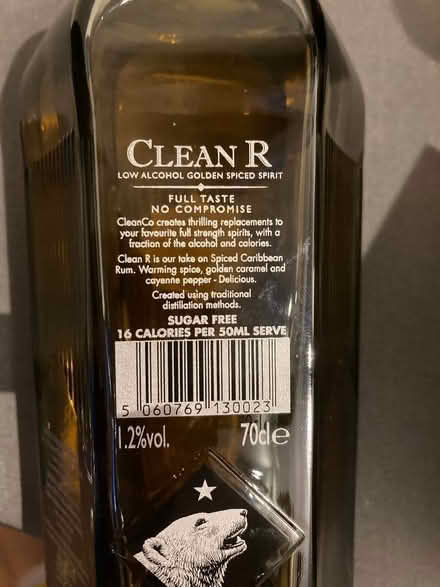 CLEAN R
LOW ALCOHOL GOLDEN SPICED SPIRIT
FULL TASTE
NO COMPROMISE
CleanCo creates thrilling replacements to
your favourite full strength spirits, with a
fraction of the alcohol and calories.
Clean R is our take on Spiced Caribbean
Rum. Warming spice, golden caramel and
cayenne pepper - Delicious.
Created using traditional
distillation methods.
SUGAR FREE
16 CALORIES PER 50ML SERVE
5 060769 130023
1.2%vol. 70cl e